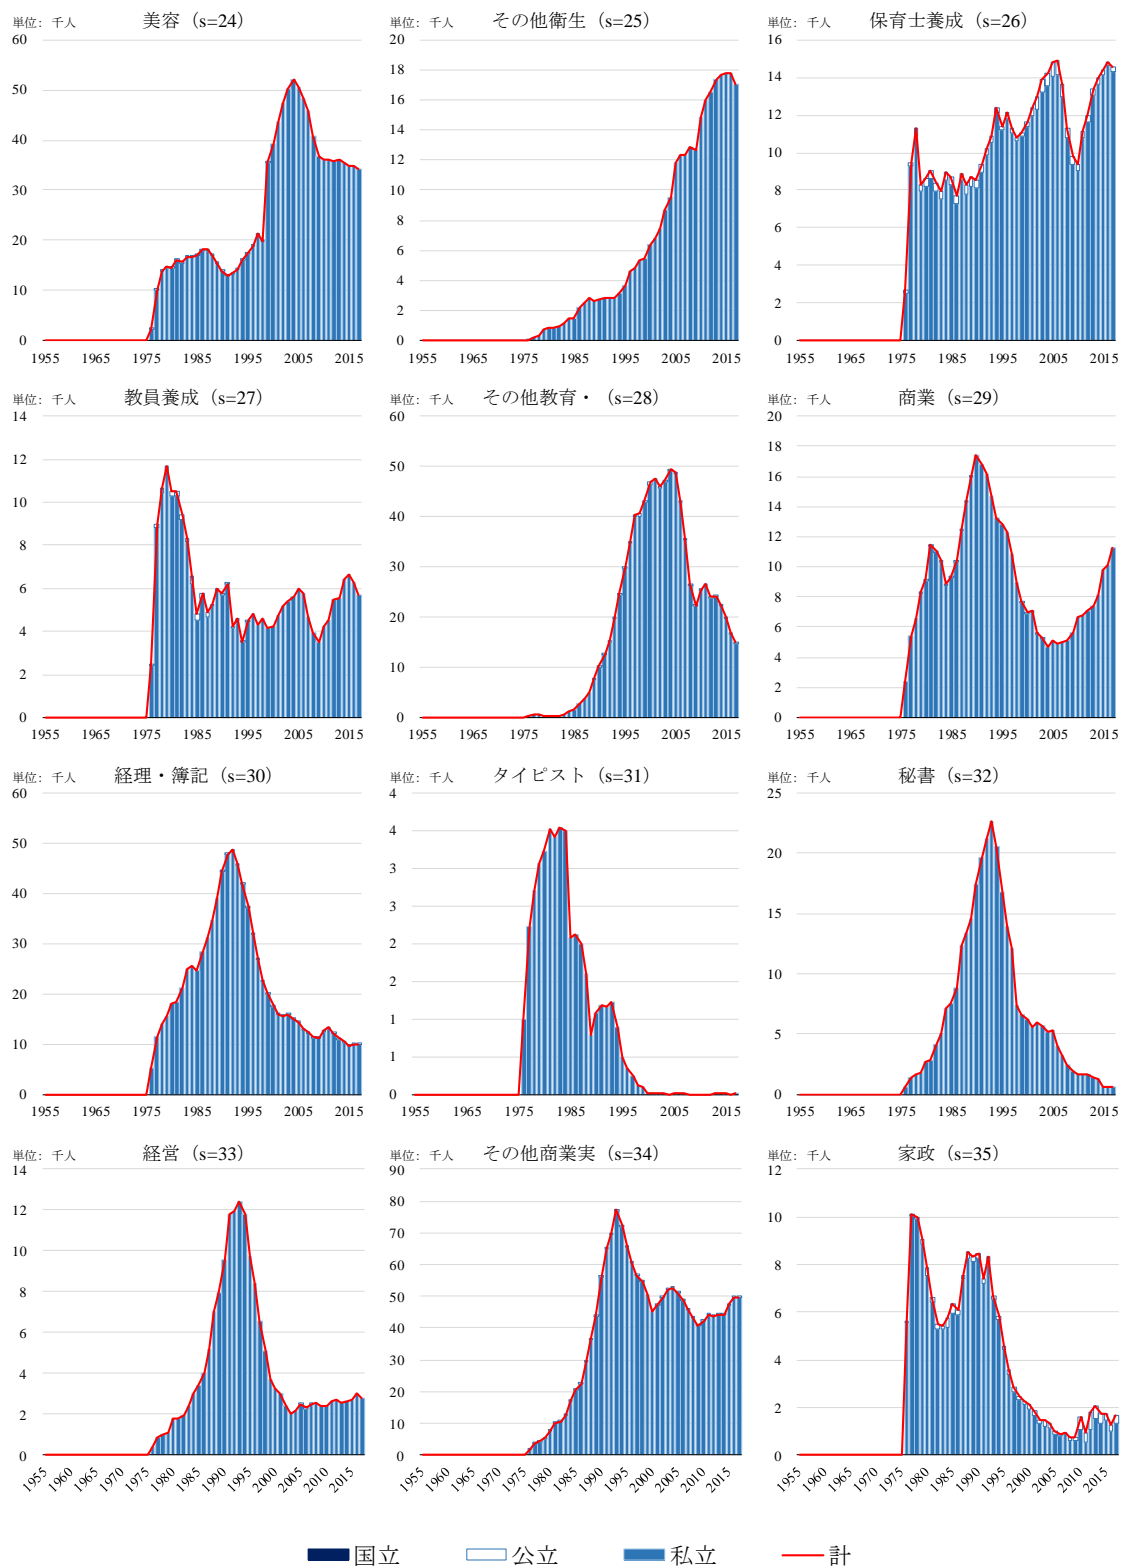 単位：千人 美容（s=24） 単位：千人 その他衛生（s=25） 単位：千人 保育士養成（s=26）
60 20 16
50 18 14
40 16 12
30 14 10
20 12 8
10 10 6
0 8 4
6 2
4 0
2
0
1955 1965 1975 1985 1995 2005 2015 1955 1965 1975 1985 1995 2005 2015 1955 1965 1975 1985 1995 2005 2015
単位：千人 教員養成（s=27） 単位：千人 その他教育・（s=28） 単位：千人 商業（s=29）
14 60 20
12 50 18
10 40 16
8 30 14
6 20 12
4 10 10
2 0 8
0 6
4
2
0
1955 1965 1975 1985 1995 2005 2015 1955 1965 1975 1985 1995 2005 2015 1955 1965 1975 1985 1995 2005 2015
単位：千人 経理・簿記（s=30） 単位：千人 タイピスト（s=31） 単位：千人 秘書（s=32）
60 4 25
50 4 20
40 3 15
30 3 10
20 2 5
10 2 0
0 1
1
0
1955 1965 1975 1985 1995 2005 2015 1955 1965 1975 1985 1995 2005 2015 1955 1965 1975 1985 1995 2005 2015
単位：千人 経営（s=33） 単位：千人 その他商業実（s=34） 単位：千人 家政（s=35）
14 90 12
12 80 10
10 70 8
8 60 6
6 50 4
4 40 2
2 30 0
0 20
10
0
1955 1960 1965 1970 1975 1980 1985 1990 1995 2000 2005 2010 2015 1955 1960 1965 1970 1975 1980 1985 1990 1995 2000 2005 2010 2015 1955 1960 1965 1970 1975 1980 1985 1990 1995 2000 2005 2010 2015
国立 公立 私立 計